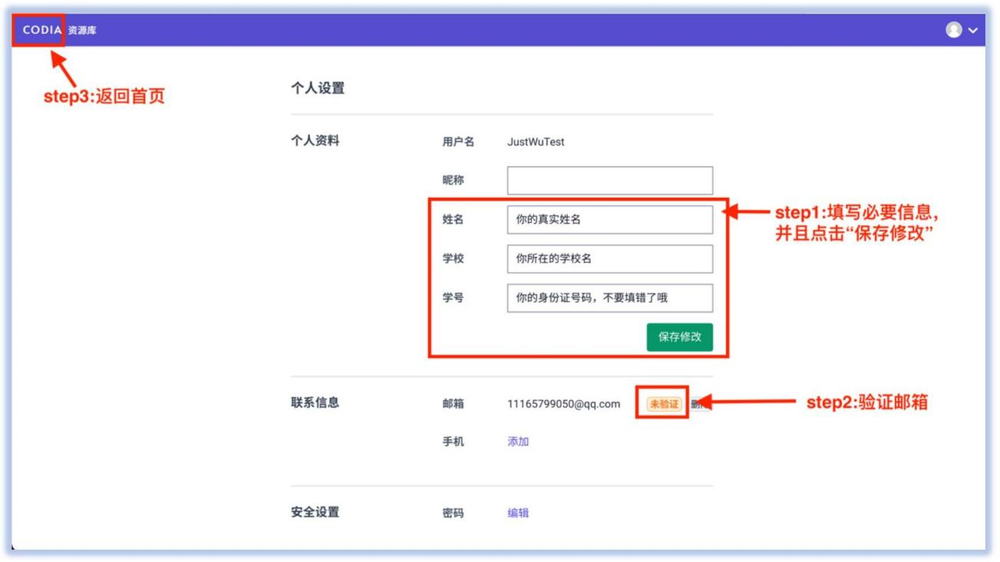 CODIA 资源库
step3:返回首页
个人设置
个人资料
用户名 JustWuTest
昵称
姓名 你的真实姓名
step1:填写必要信息,
并且点击“保存修改”
学校 你所在的学校名
学号 你的身份证号码，不要填错了哦
保存修改
联系信息
邮箱 11165799050@qq.com 未验证
step2:验证邮箱
手机 添加
安全设置
密码 编辑